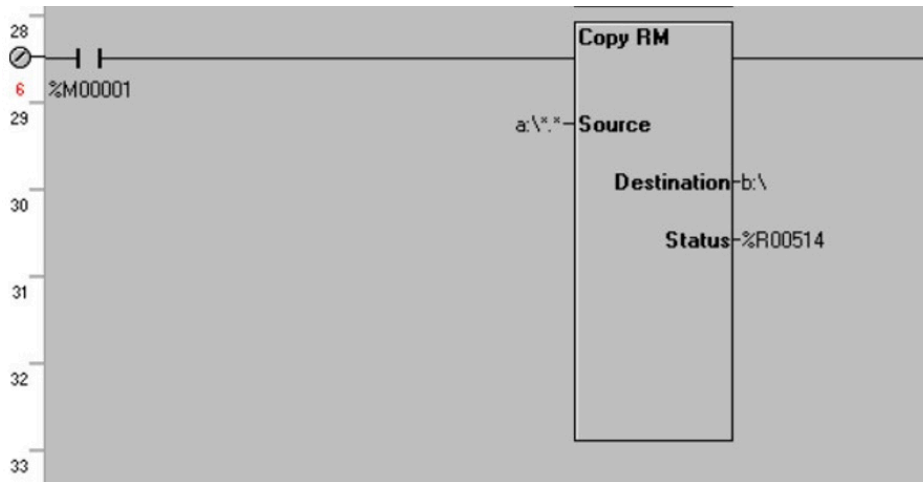 28
Copy RM
6 %M00001
29
a:\*.* Source
Destination b:\
30
Status %R00514
31
32
33